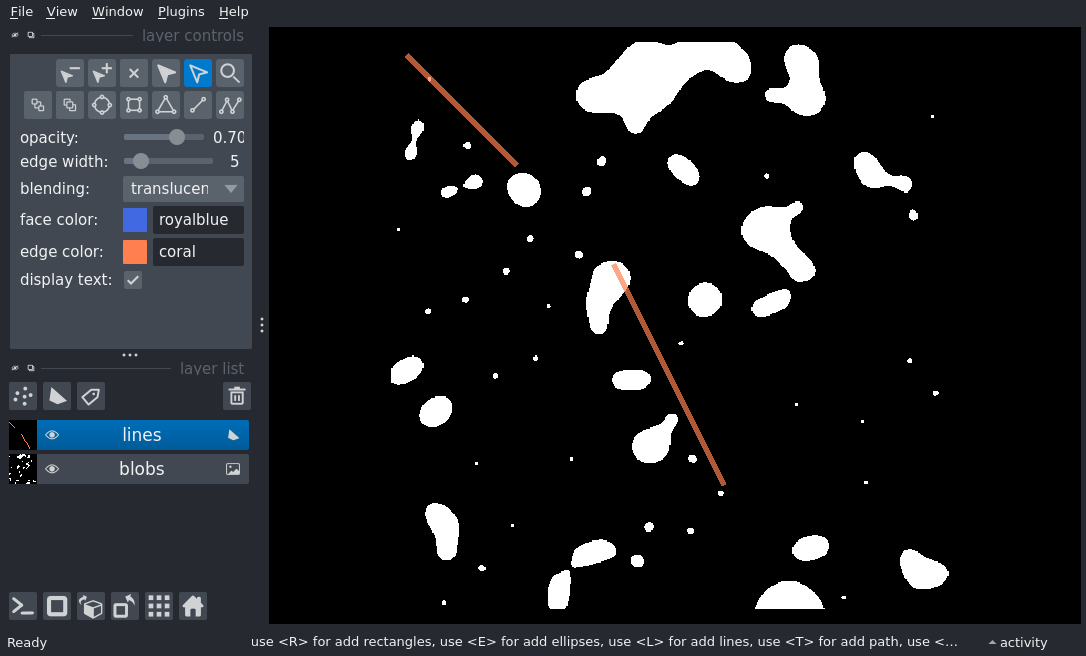 File View Window Plugins Help
layer controls
opacity: 0.70
edge width: 5
blending: translucen
face color: royalblue
edge color: coral
display text:
layer list
lines
blobs
Ready use <R> for add rectangles, use <E> for add ellipses, use <L> for add lines, use <T> for add path, use <... activity